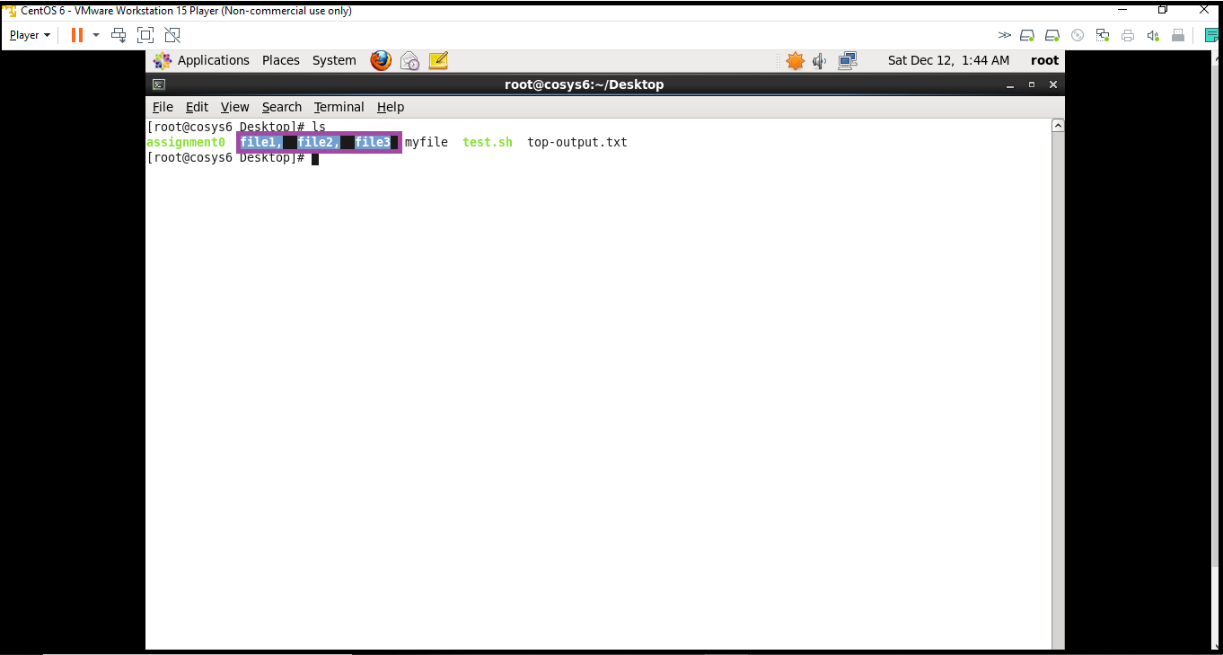 CentOS 6 - VMware Workstation 15 Player (Non-commercial use only)
Player
Applications Places System Sat Dec 12, 1:44 AM root
root@cosys6:~/Desktop
File Edit View Search Terminal Help
[root@cosys6 Desktop]# ls
assignment0 file1, file2, file3 myfile test.sh top-output.txt
[root@cosys6 Desktop]#